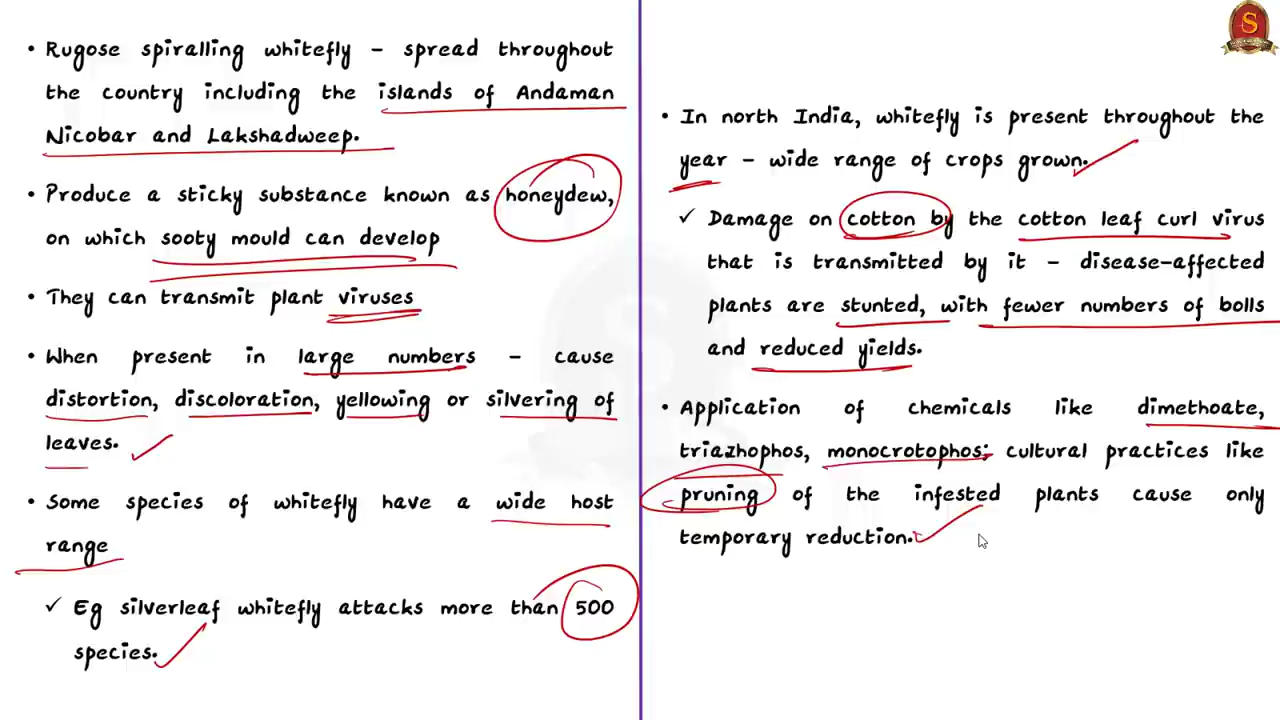 • Rugose spiralling whitefly – spread throughout
the country including the islands of Andaman
Nicobar and Lakshadweep.
• Produce a sticky substance known as honeydew,
on which sooty mould can develop
• They can transmit plant viruses
• When present in large numbers – cause
distortion, discoloration, yellowing or silvering of
leaves.
• Some species of whitefly have a wide host
range
✓ Eg silverleaf whitefly attacks more than 500
species.
• In north India, whitefly is present throughout the
year – wide range of crops grown.
✓ Damage on cotton by the cotton leaf curl virus
that is transmitted by it – disease-affected
plants are stunted, with fewer numbers of bolls
and reduced yields.
• Application of chemicals like dimethoate,
triazhophos, monocrotophos; cultural practices like
pruning of the infested plants cause only
temporary reduction.
S